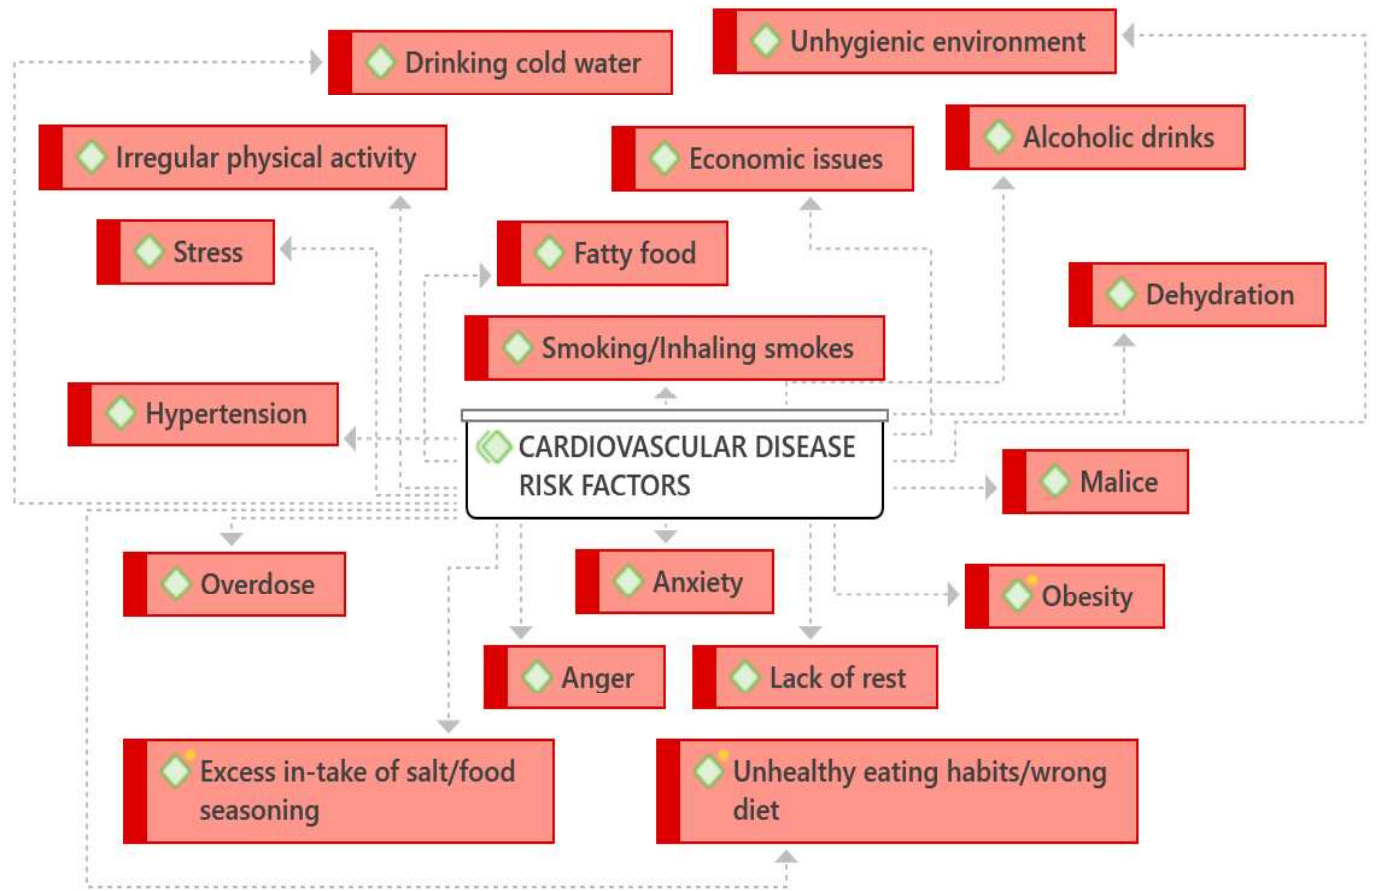 Drinking cold water
Unhygienic environment
Irregular physical activity
Economic issues
Alcoholic drinks
Stress
Fatty food
Dehydration
Smoking/Inhaling smokes
Hypertension
CARDIOVASCULAR DISEASE
RISK FACTORS
Malice
Overdose
Anxiety
Obesity
Anger
Lack of rest
Excess in-take of salt/food
seasoning
Unhealthy eating habits/wrong
diet